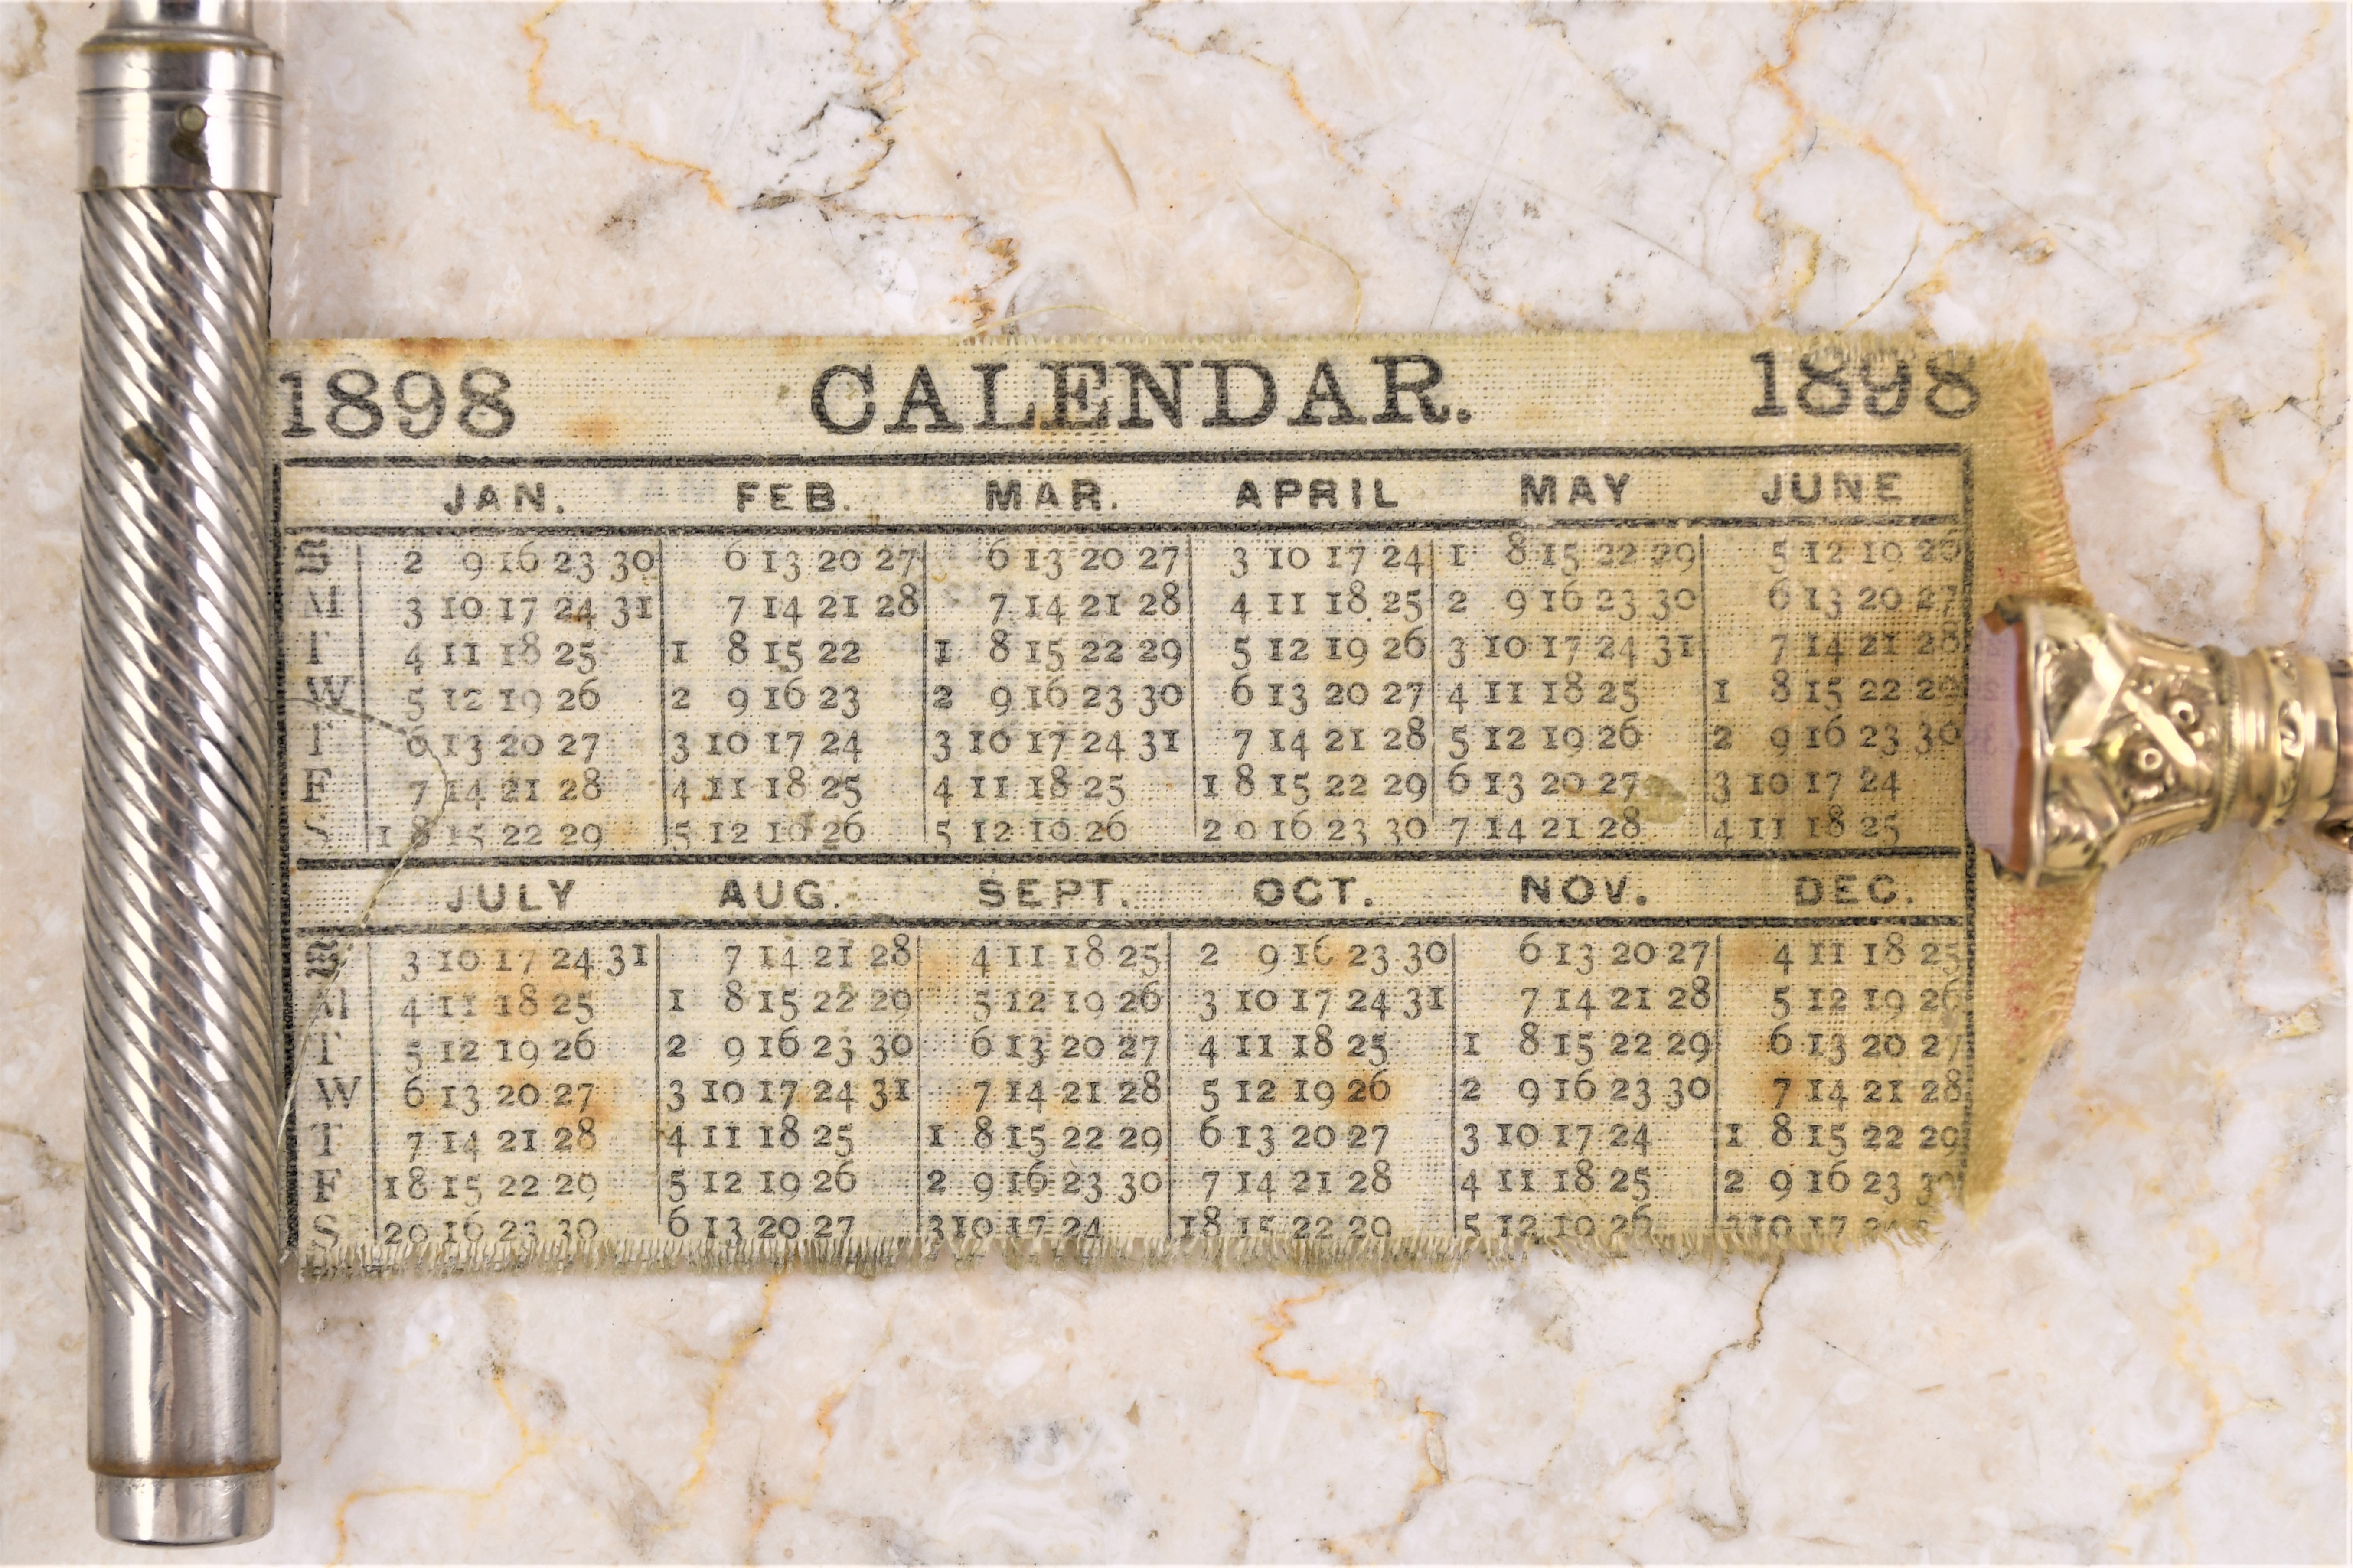 1898 CALENDAR. 1898
JAN. FEB. MAR. APRIL MAY JUNE
S 2 9 16 23 30 6 13 20 27 6 13 20 27 3 10 17 24 1 8 15 22 29 5 12 19 26
M 3 10 17 24 31 7 14 21 28 7 14 21 28 4 11 18 25 2 9 16 23 30 6 13 20 27
T 4 11 18 25 1 8 15 22 1 8 15 22 29 5 12 19 26 3 10 17 24 31 7 14 21 28
W 5 12 19 26 2 9 16 23 2 9 16 23 30 6 13 20 27 4 11 18 25 1 8 15 22 29
T 6 13 20 27 3 10 17 24 3 10 17 24 31 7 14 21 28 5 12 19 26 2 9 16 23 30
F 7 14 21 28 4 11 18 25 4 11 18 25 1 8 15 22 29 6 13 20 27 3 10 17 24
S 1 8 15 22 29 5 12 19 26 5 12 19 26 2 9 16 23 30 7 14 21 28 4 11 18 25
JULY AUG. SEPT. OCT. NOV. DEC.
S 3 10 17 24 31 7 14 21 28 4 11 18 25 2 9 16 23 30 6 13 20 27 4 11 18 25
M 4 11 18 25 1 8 15 22 29 5 12 19 26 3 10 17 24 31 7 14 21 28 5 12 19 26
T 5 12 19 26 2 9 16 23 30 6 13 20 27 4 11 18 25 1 8 15 22 29 6 13 20 27
W 6 13 20 27 3 10 17 24 31 7 14 21 28 5 12 19 26 2 9 16 23 30 7 14 21 28
T 7 14 21 28 4 11 18 25 1 8 15 22 29 6 13 20 27 3 10 17 24 1 8 15 22 29
F 1 8 15 22 29 5 12 19 26 2 9 16 23 30 7 14 21 28 4 11 18 25 2 9 16 23 30
S 2 9 16 23 30 6 13 20 27 3 10 17 24 1 8 15 22 29 5 12 19 26 3 10 17 24